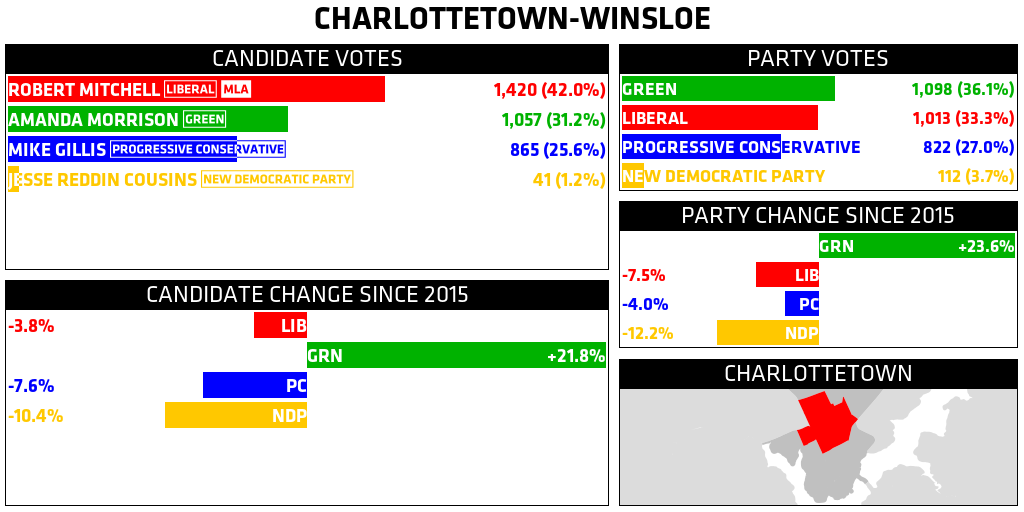 CHARLOTTETOWN-WINSLOE
CANDIDATE VOTES
ROBERT MITCHELL LIBERAL MLA 1,420 (42.0%)
AMANDA MORRISON GREEN 1,057 (31.2%)
MIKE GILLIS PROGRESSIVE CONSERVATIVE 865 (25.6%)
JESSE REDDIN COUSINS NEW DEMOCRATIC PARTY 41 (1.2%)
CANDIDATE CHANGE SINCE 2015
-3.8% LIB
GRN +21.8%
-7.6% PC
-10.4% NDP
PARTY VOTES
GREEN 1,098 (36.1%)
LIBERAL 1,013 (33.3%)
PROGRESSIVE CONSERVATIVE 822 (27.0%)
NEW DEMOCRATIC PARTY 112 (3.7%)
PARTY CHANGE SINCE 2015
GRN +23.6%
-7.5% LIB
-4.0% PC
-12.2% NDP
CHARLOTTETOWN